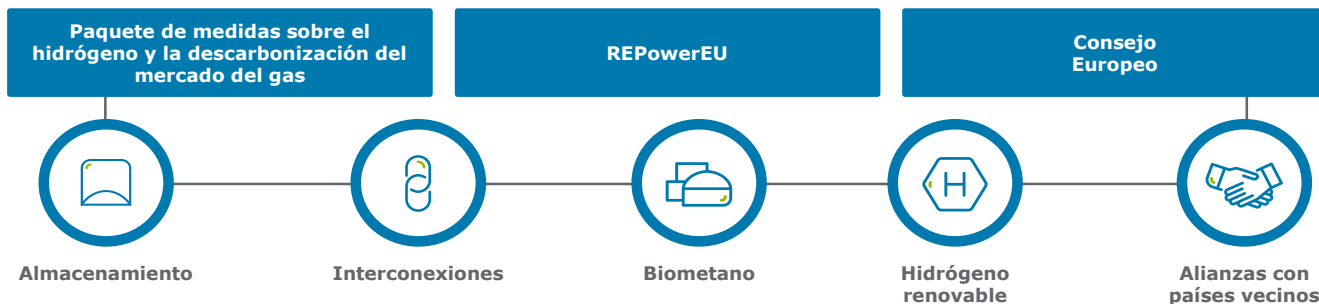 Paquete de medidas sobre el
hidrógeno y la descarbonización del
mercado del gas
REPowerEU
Consejo
Europeo
H
Almacenamiento
Interconexiones
Biometano
Hidrógeno
renovable
Alianzas con
países vecinos